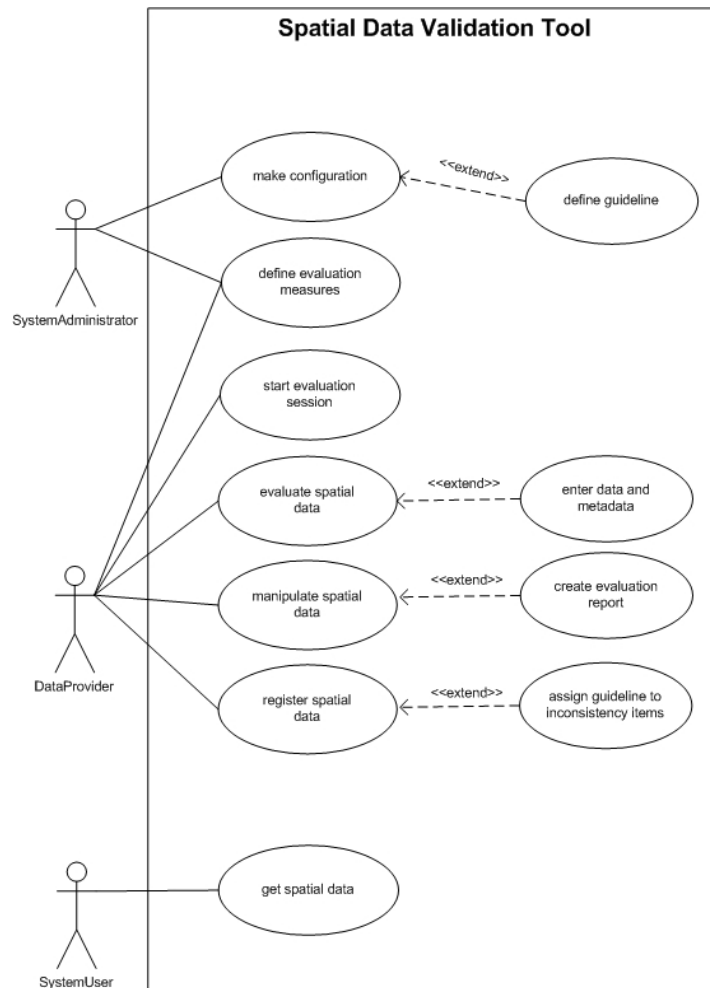 Spatial Data Validation Tool
make configuration
<<extend>>
define guideline
SystemAdministrator
define evaluation
measures
start evaluation
session
evaluate spatial
data
<<extend>>
enter data and
metadata
DataProvider
manipulate spatial
data
<<extend>>
create evaluation
report
register spatial
data
<<extend>>
assign guideline to
inconsistency items
get spatial data
SystemUser